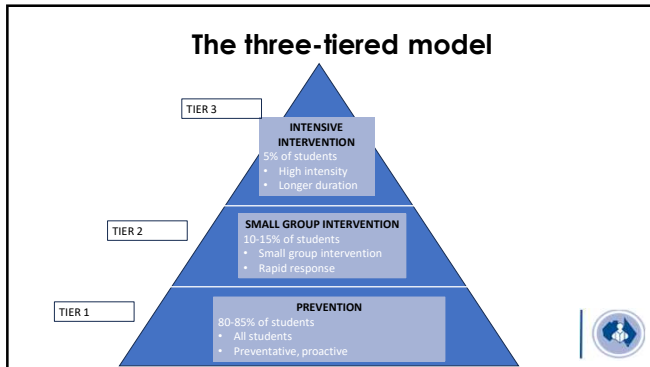 The three-tiered model
TIER 3
INTENSIVE
INTERVENTION
5% of students
• High intensity
• Longer duration
TIER 2
SMALL GROUP INTERVENTION
10-15% of students
• Small group intervention
• Rapid response
TIER 1
PREVENTION
80-85% of students
• All students
• Preventative, proactive